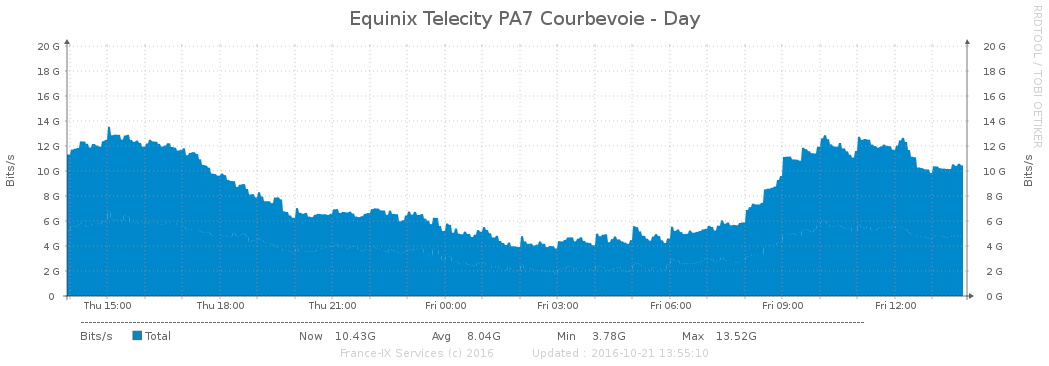 Equinix Telecity PA7 Courbevoie - Day
RRDTOOL / TOBI OETIKER
Bits/s
Bits/s
20 G 20 G
18 G 18 G
16 G 16 G
14 G 14 G
12 G 12 G
10 G 10 G
8 G 8 G
6 G 6 G
4 G 4 G
2 G 2 G
0 0 G
Thu 15:00 Thu 18:00 Thu 21:00 Fri 00:00 Fri 03:00 Fri 06:00 Fri 09:00 Fri 12:00
Bits/s Total Now 10.43G Avg 8.04G Min 3.78G Max 13.52G
France-IX Services (c) 2016 Updated : 2016-10-21 13:55:10